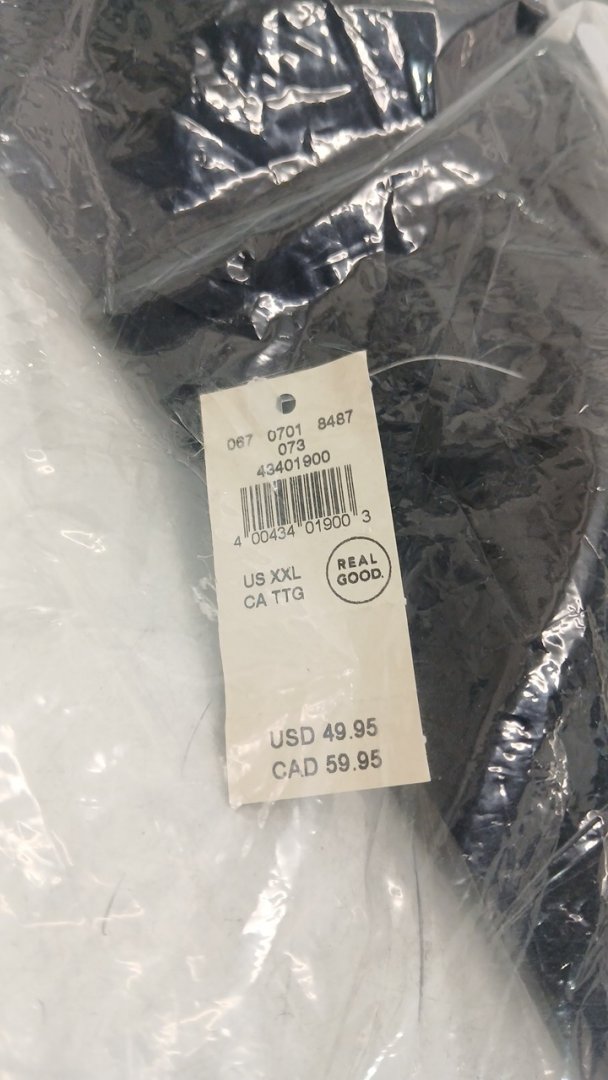 067 0701 8487
073
43401900
4 00434 01900 3
US XXL
CA TTG
REAL
GOOD.
USD 49.95
CAD 59.95